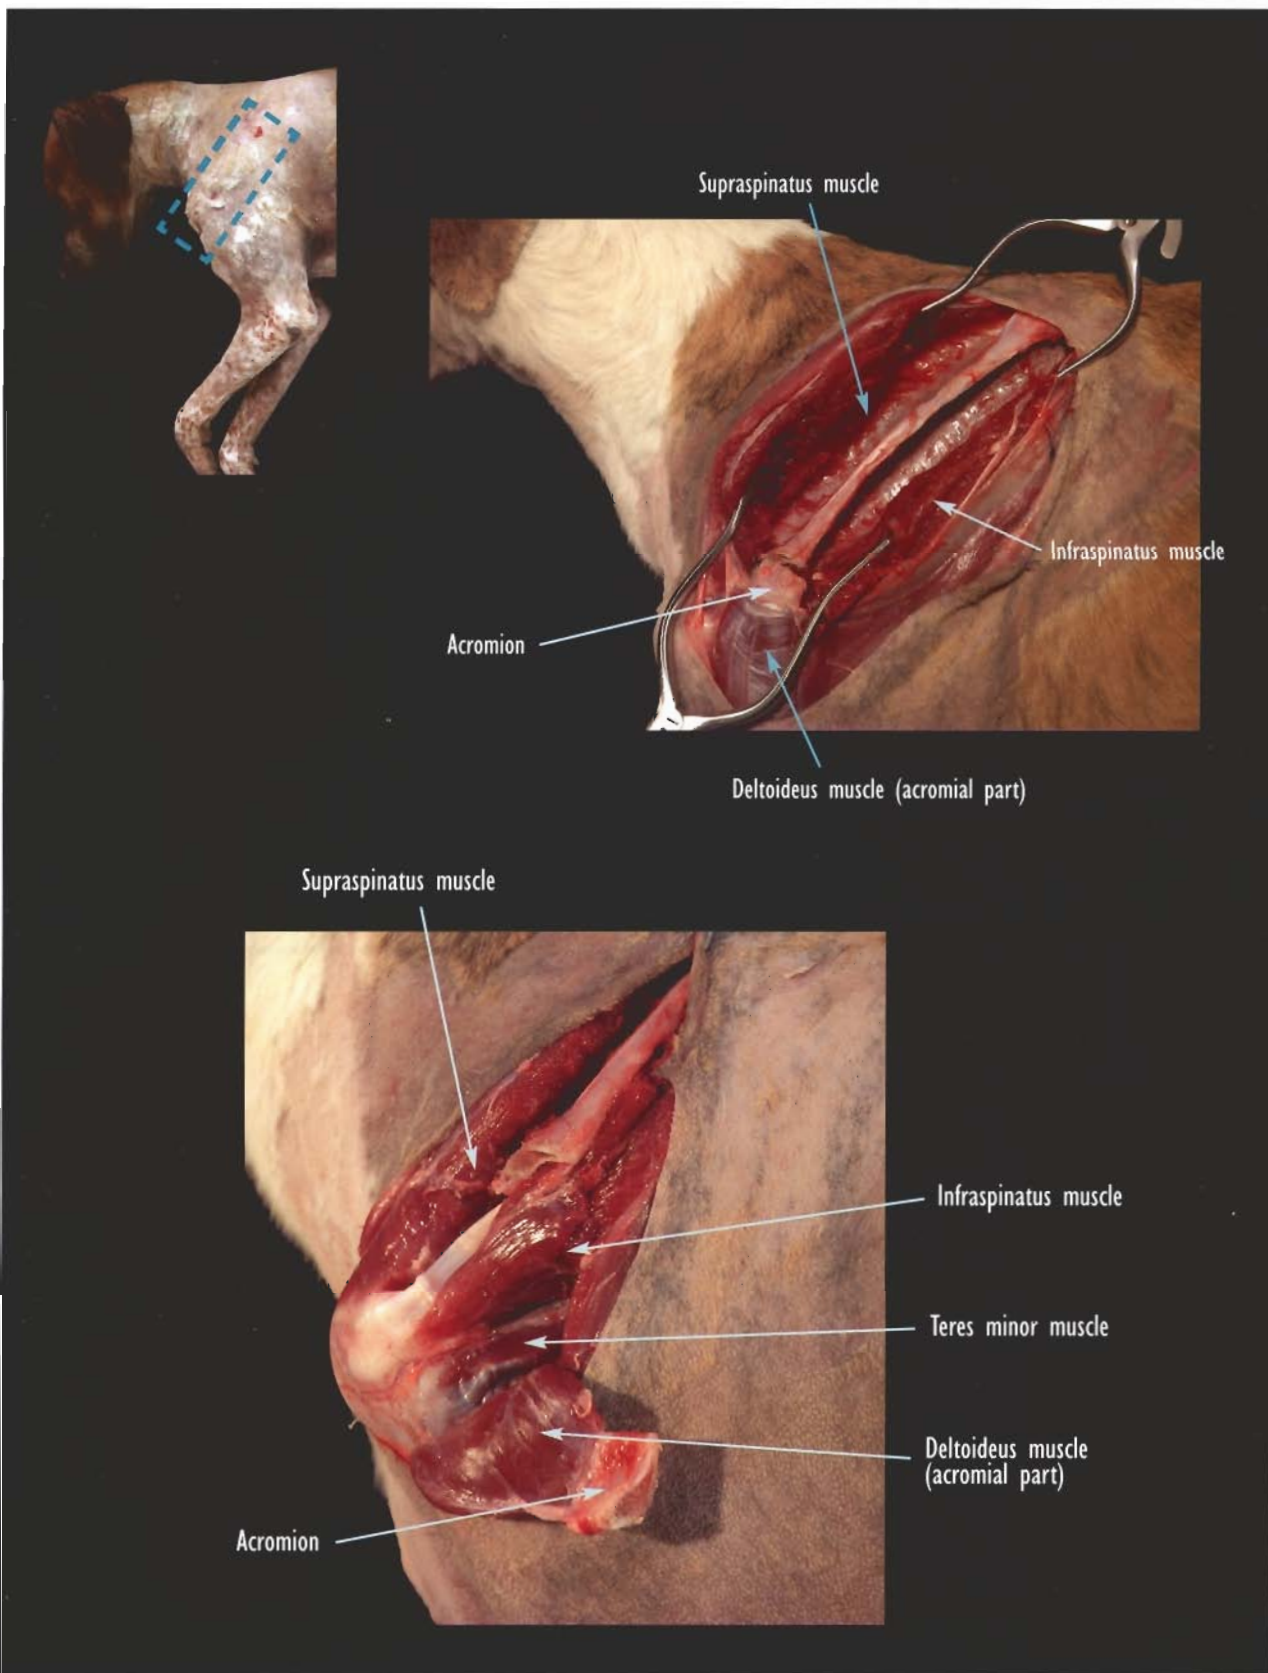 Supraspinatus muscle
Infraspinatus muscle
Acromion
Deltoideus muscle (acromial part)
Supraspinatus muscle
Infraspinatus muscle
Teres minor muscle
Deltoideus muscle
(acromial part)
Acromion